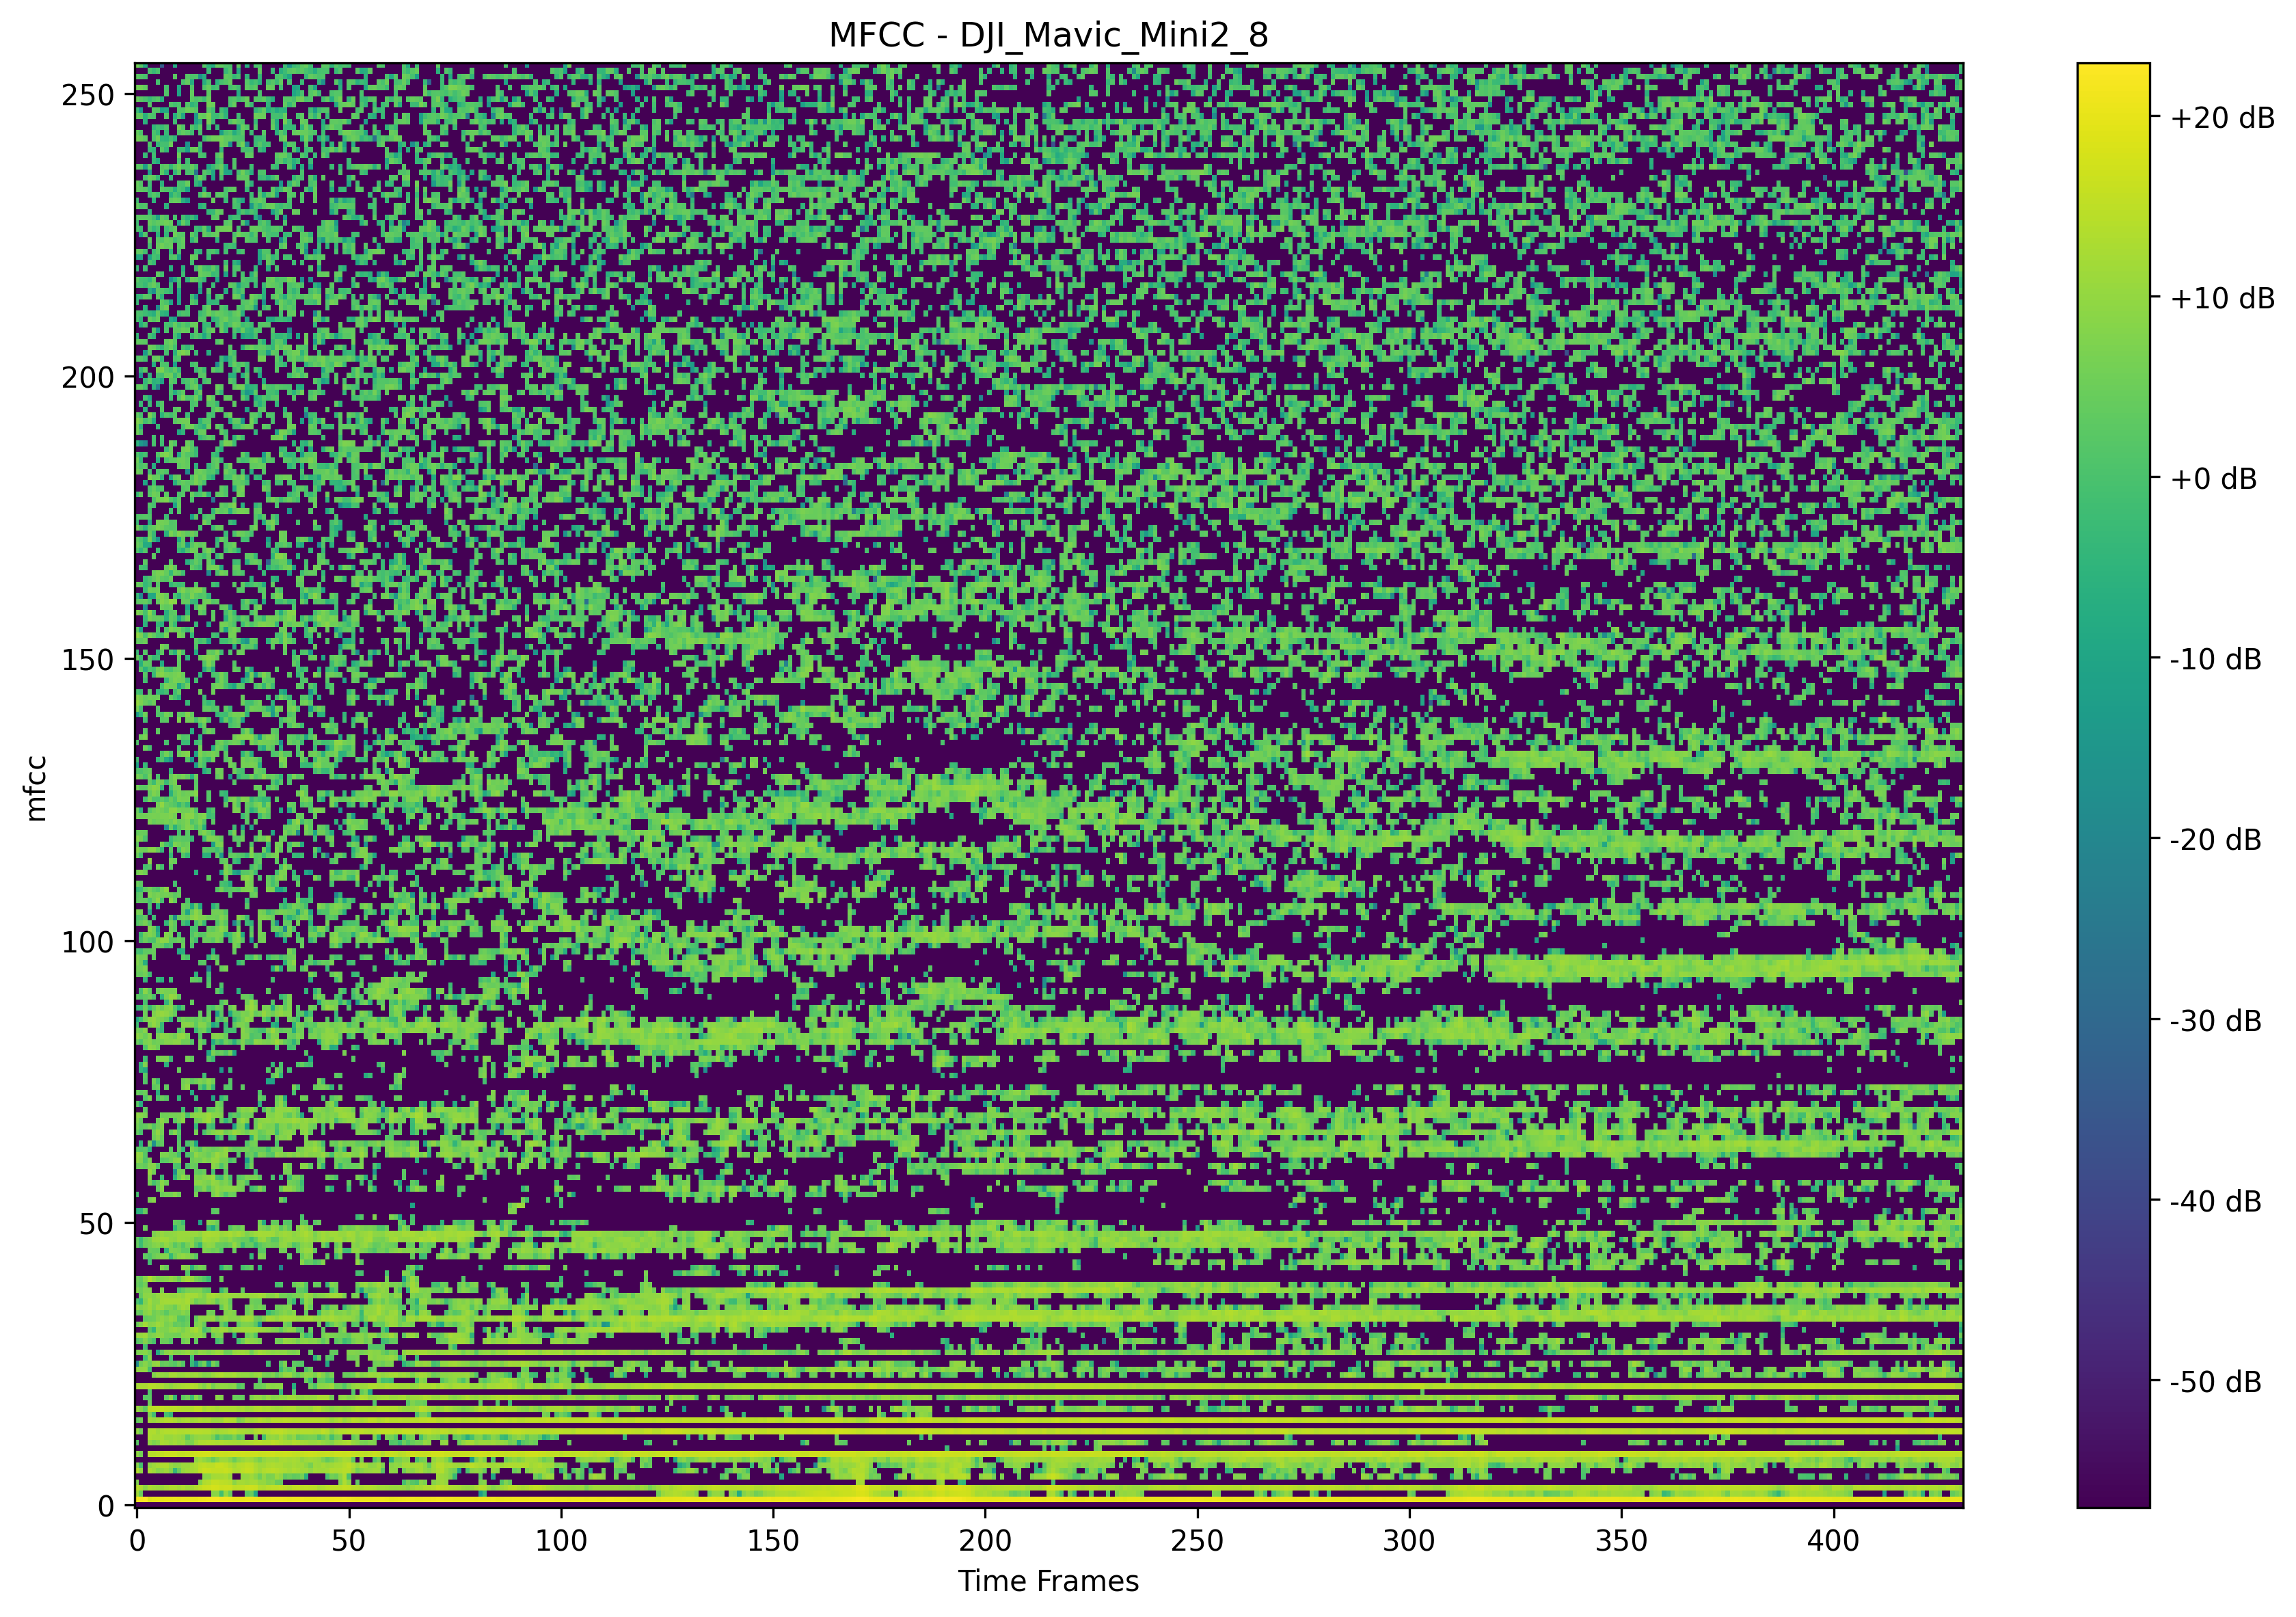 MFCC - DJI_Mavic_Mini2_8
250
200
150
100
50
0
mfcc
0 50 100 150 200 250 300 350 400
Time Frames
+20 dB
+10 dB
+0 dB
-10 dB
-20 dB
-30 dB
-40 dB
-50 dB